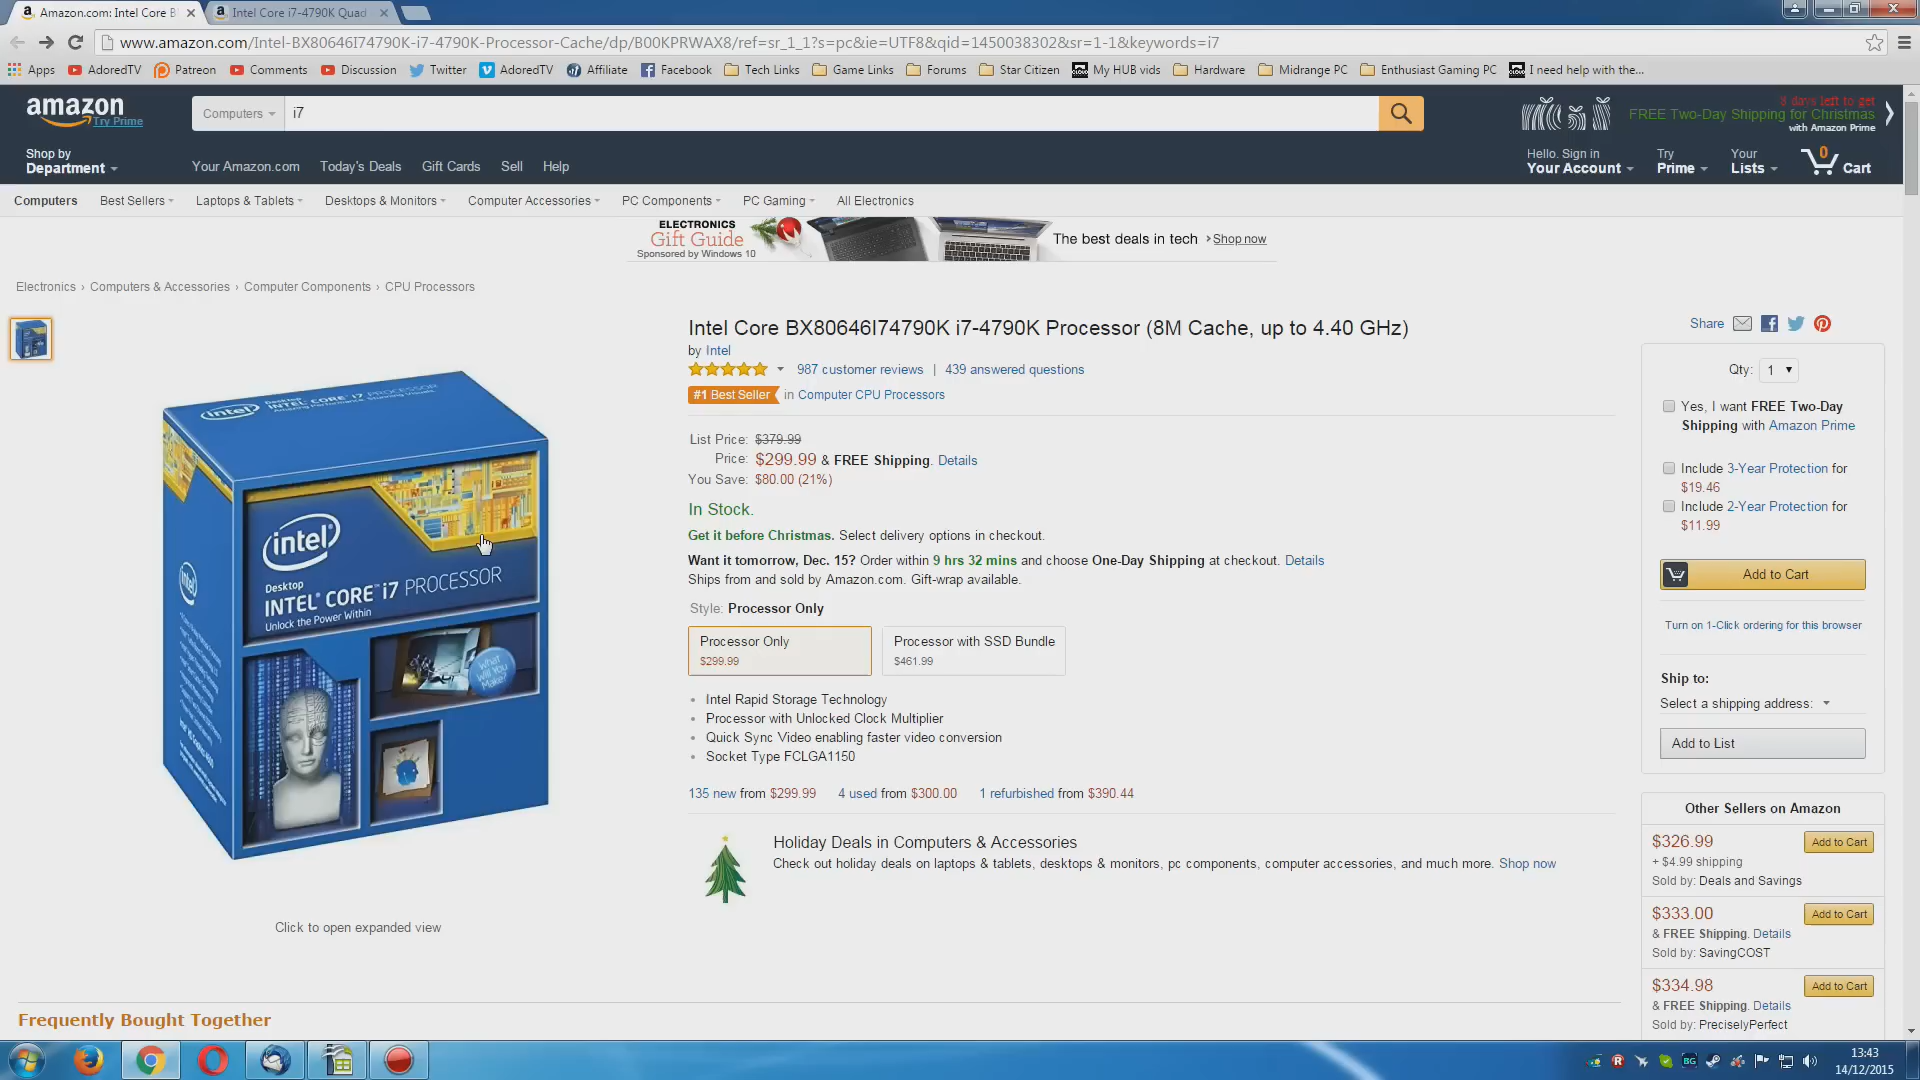 Amazon.com: Intel Core B
Intel Core i7-4790K Quad
www.amazon.com/Intel-BX80646I74790K-i7-4790K-Processor-Cache/dp/B00KPRWAX8/ref=sr_1_1?s=pc&ie=UTF8&qid=1450038302&sr=1-1&keywords=i7
Apps AdoredTV Patreon Comments Discussion Twitter AdoredTV Affiliate Facebook Tech Links Game Links Forums Star Citizen My HUB vids Hardware Midrange PC Enthusiast Gaming PC I need help with the...
amazon
Try Prime
Computers
i7
8 days left to get
FREE Two-Day Shipping for Christmas
with Amazon Prime
Shop by
Department
Your Amazon.com Today's Deals Gift Cards Sell Help
Hello. Sign in
Your Account
Try
Prime
Your
Lists
0
Cart
Computers Best Sellers Laptops & Tablets Desktops & Monitors Computer Accessories PC Components PC Gaming All Electronics
ELECTRONICS
Gift Guide
Sponsored by Windows 10
The best deals in tech › Shop now
Electronics › Computers & Accessories › Computer Components › CPU Processors
intel
Desktop
INTEL® CORE™ i7 PROCESSOR
Unlock the Power Within
What Will You Make?
Click to open expanded view
Intel Core BX80646I74790K i7-4790K Processor (8M Cache, up to 4.40 GHz)
by Intel
987 customer reviews | 439 answered questions
#1 Best Seller in Computer CPU Processors
List Price: $379.99
Price: $299.99 & FREE Shipping. Details
You Save: $80.00 (21%)
In Stock.
Get it before Christmas. Select delivery options in checkout.
Want it tomorrow, Dec. 15? Order within 9 hrs 32 mins and choose One-Day Shipping at checkout. Details
Ships from and sold by Amazon.com. Gift-wrap available.
Style: Processor Only
Processor Only
$299.99
Processor with SSD Bundle
$461.99
• Intel Rapid Storage Technology
• Processor with Unlocked Clock Multiplier
• Quick Sync Video enabling faster video conversion
• Socket Type FCLGA1150
135 new from $299.99 4 used from $300.00 1 refurbished from $390.44
Holiday Deals in Computers & Accessories
Check out holiday deals on laptops & tablets, desktops & monitors, pc components, computer accessories, and much more. Shop now
Share
Qty: 1
Yes, I want FREE Two-Day
Shipping with Amazon Prime
Include 3-Year Protection for
$19.46
Include 2-Year Protection for
$11.99
Add to Cart
Turn on 1-Click ordering for this browser
Ship to:
Select a shipping address:
Add to List
Other Sellers on Amazon
$326.99 Add to Cart
+ $4.99 shipping
Sold by: Deals and Savings
$333.00 Add to Cart
& FREE Shipping. Details
Sold by: SavingCOST
$334.98 Add to Cart
& FREE Shipping. Details
Sold by: PreciselyPerfect
Frequently Bought Together
13:43
14/12/2015